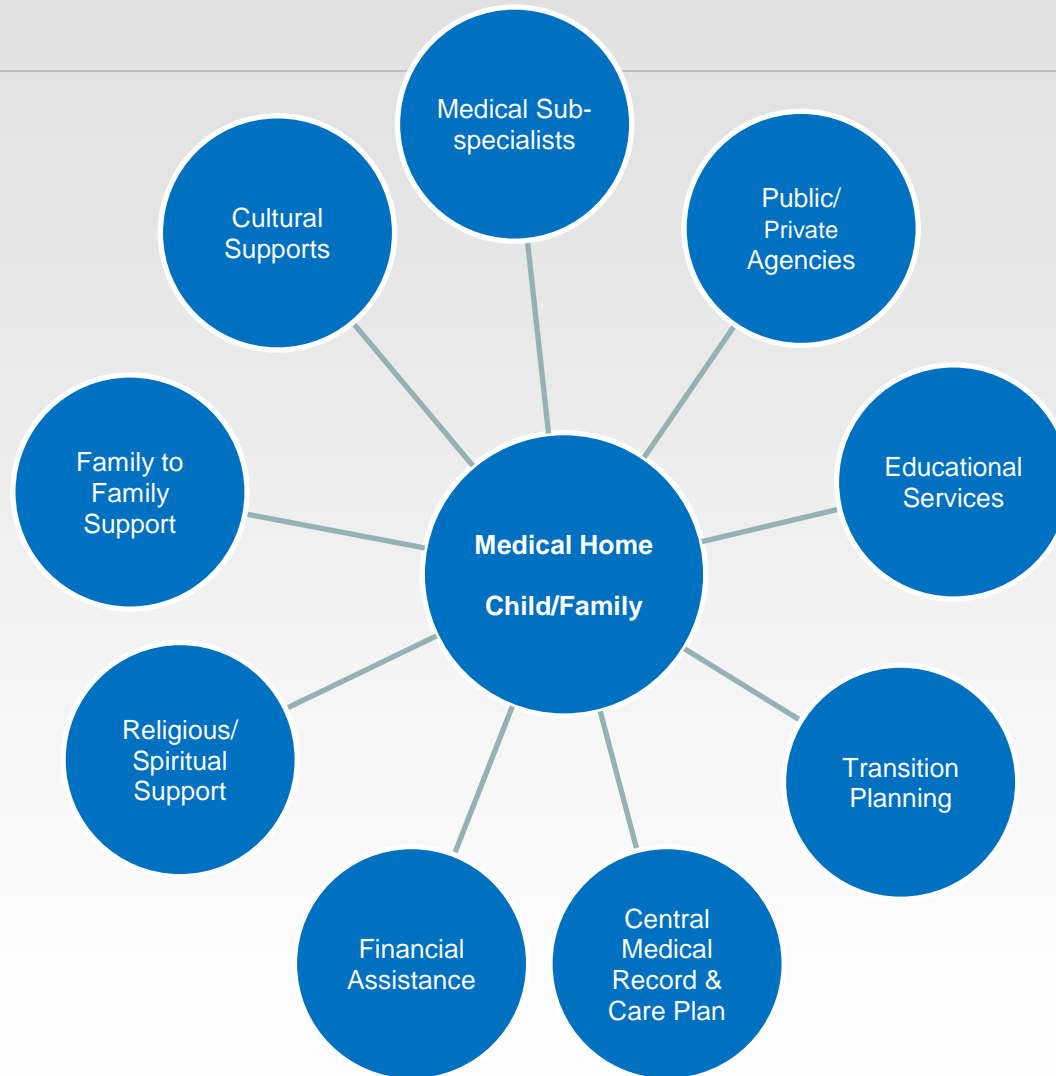 Medical Sub-
specialists
Public/
Private
Agencies
Educational
Services
Transition
Planning
Central
Medical
Record &
Care Plan
Financial
Assistance
Religious/
Spiritual
Support
Family to
Family
Support
Cultural
Supports
Medical Home
Child/Family